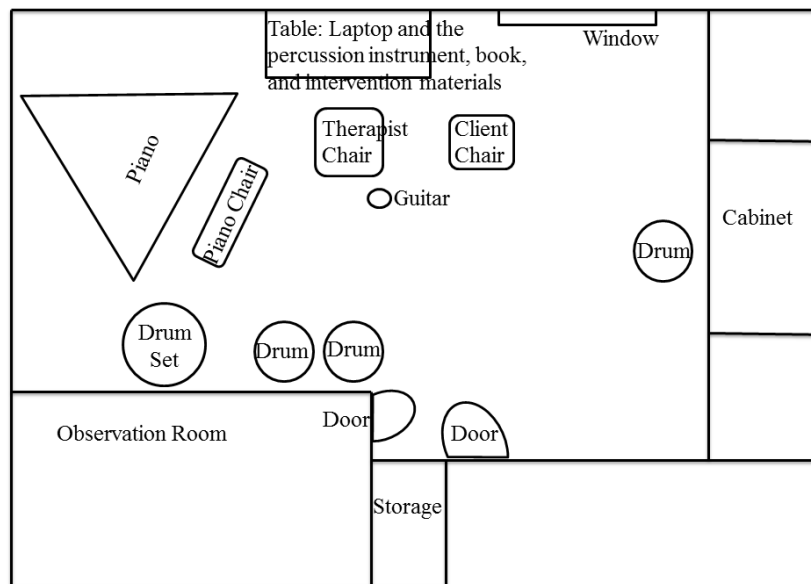 Table: Laptop and the
percussion instrument, book,
and intervention materials
Window
Therapist
Chair
Client
Chair
Piano
Piano Chair
Guitar
Cabinet
Drum
Drum
Set
Drum
Drum
Door
Door
Observation Room
Storage